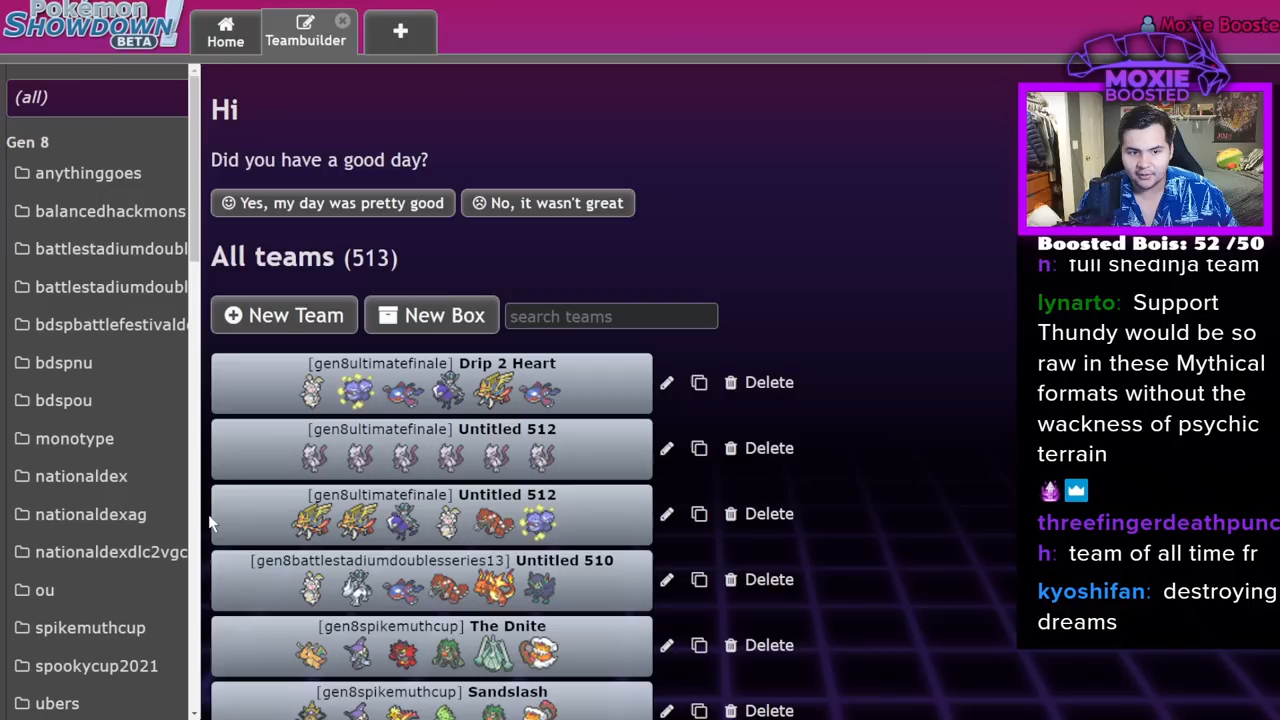 Pokémon
SHOWDOWN!
BETA
Home
Teambuilder
Moxie Booste
MOXIE
BOOSTED
(all)
Gen 8
anythinggoes
balancedhackmons
battlestadiumdoubl
battlestadiumdoubl
bdspbattlefestivald
bdspnu
bdspou
monotype
nationaldex
nationaldexag
nationaldexdlc2vgc
ou
spikemuthcup
spookycup2021
ubers
Hi
Did you have a good day?
Yes, my day was pretty good
No, it wasn't great
All teams (513)
New Team
New Box
search teams
[gen8ultimatefinale] Drip 2 Heart
Delete
[gen8ultimatefinale] Untitled 512
Delete
[gen8ultimatefinale] Untitled 512
Delete
[gen8battlestadiumdoublesseries13] Untitled 510
Delete
[gen8spikemuthcup] The Dnite
Delete
[gen8spikemuthcup] Sandslash
Delete
Boosted Bois: 52 /50
h: full shedinja team
lynarto: Support
Thundy would be so
raw in these Mythical
formats without the
wackness of psychic
terrain
threefingerdeathpunc
h: team of all time fr
kyoshifan: destroying
dreams